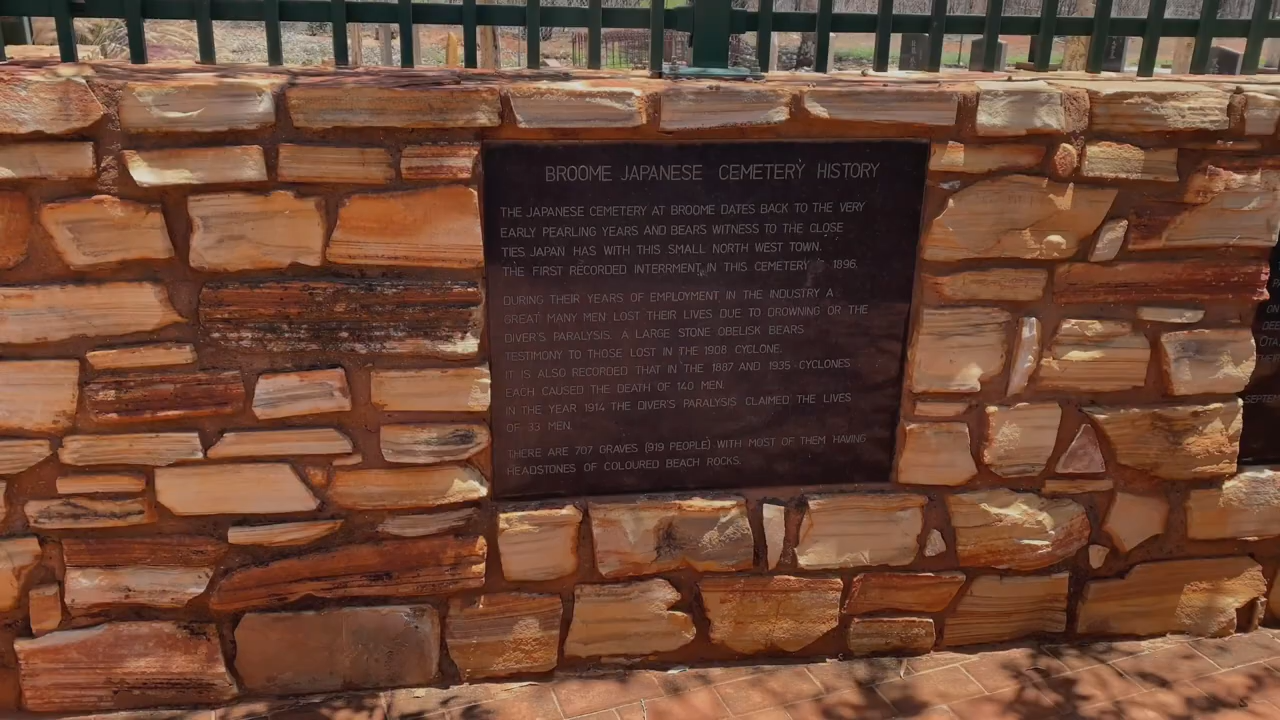 BROOME JAPANESE CEMETERY HISTORY
THE JAPANESE CEMETERY AT BROOME DATES BACK TO THE VERY
EARLY PEARLING YEARS AND BEARS WITNESS TO THE CLOSE
TIES JAPAN HAS WITH THIS SMALL NORTH WEST TOWN.
THE FIRST RECORDED INTERRMENT IN THIS CEMETERY 1896.
DURING THEIR YEARS OF EMPLOYMENT IN THE INDUSTRY A
GREAT MANY MEN LOST THEIR LIVES DUE TO DROWNING OR THE
DIVER'S PARALYSIS. A LARGE STONE OBELISK BEARS
TESTIMONY TO THOSE LOST IN THE 1908 CYCLONE.
IT IS ALSO RECORDED THAT IN THE 1887 AND 1935 CYCLONES
EACH CAUSED THE DEATH OF 140 MEN.
IN THE YEAR 1914 THE DIVER'S PARALYSIS CLAIMED THE LIVES
OF 33 MEN.
THERE ARE 707 GRAVES (919 PEOPLE) WITH MOST OF THEM HAVING
HEADSTONES OF COLOURED BEACH ROCKS.